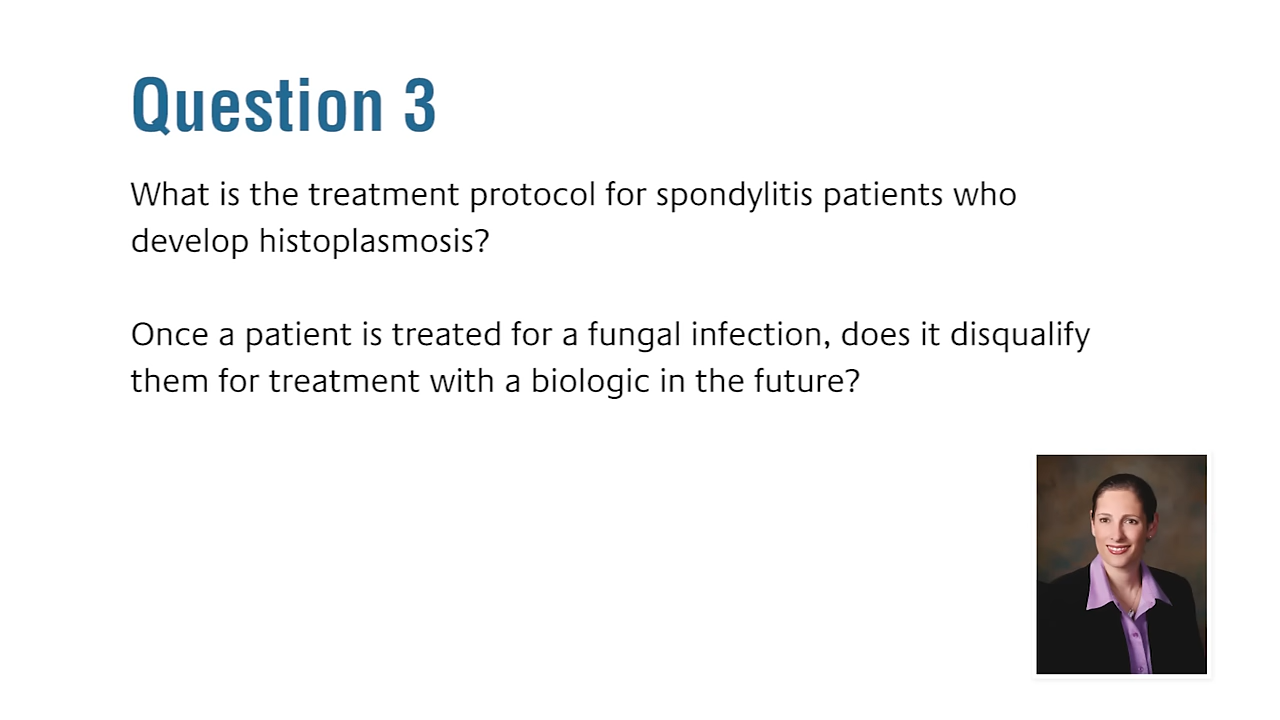 Question 3
What is the treatment protocol for spondylitis patients who
develop histoplasmosis?
Once a patient is treated for a fungal infection, does it disqualify
them for treatment with a biologic in the future?